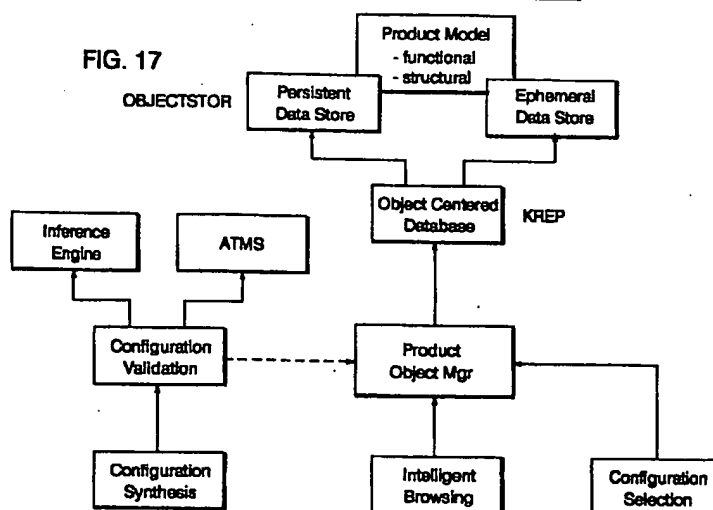 FIG. 17
Product Model
- functional
- structural
OBJECTSTOR
Persistent
Data Store
Ephemeral
Data Store
Object Centered
Database
KREP
Inference
Engine
ATMS
Configuration
Validation
Product
Object Mgr
Configuration
Synthesis
Intelligent
Browsing
Configuration
Selection